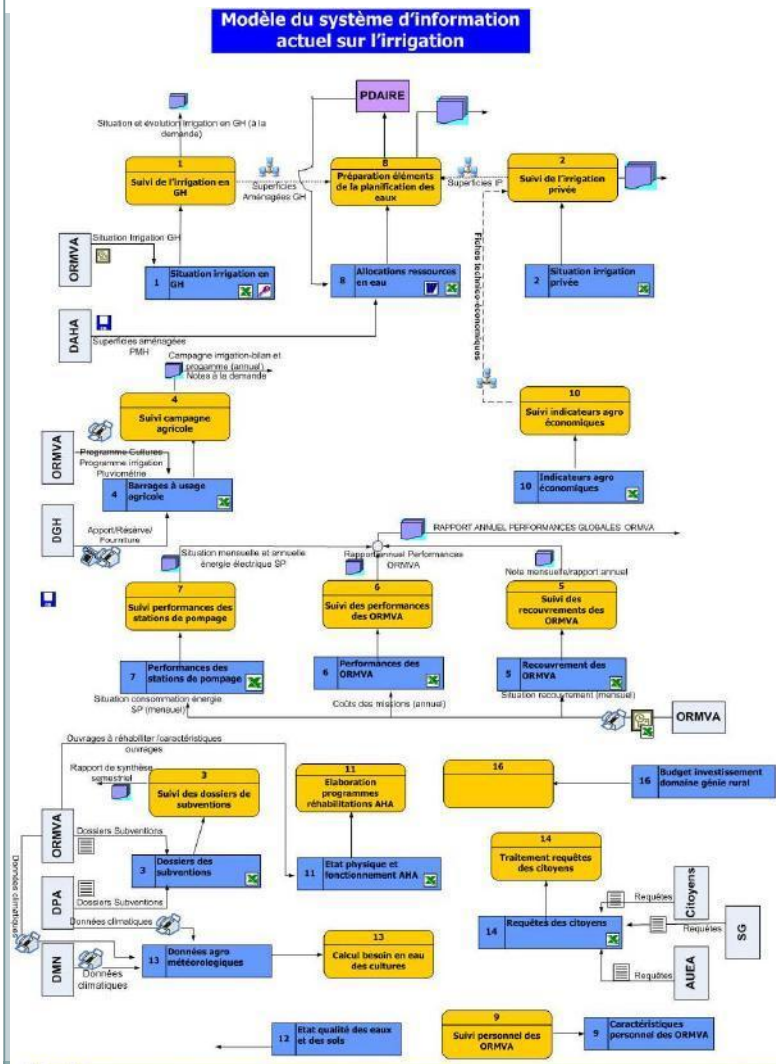 Modèle du système d'information
actuel sur l'irrigation
PDAIRE
Situation et évolution Irrigation en GH (à la
demande)
1
Suivi de l'irrigation en
GH
Superficies
Aménagées GH
8
Préparation éléments
de la planification des
eaux
Superficies IP
2
Suivi de l'irrigation
privée
Fiches technico-économiques
ORMVA
Situation Irrigation GH
1
Situation irrigation en
GH
8
Allocations ressources
en eau
2
Situation irrigation
privée
DAHA
Superficies aménagées
PMH
Campagne irrigation-bilan et
progamme (annuel)
Notes à la demande
4
Suivi campagne
agricole
10
Suivi indicateurs agro
économiques
ORMVA
Programme Cultures
Programme irrigation
Pluviométrie
4
Barrages à usage
agricole
10
Indicateurs agro
économiques
DGH
Apport/Réserve/
Fourniture
RAPPORT ANNUEL PERFORMANCES GLOBALES ORMVA
Situation mensuelle et annuelle
énergie électrique SP
Rapport annuel Performances
ORMVA
Note mensuelle/rapport annuel
7
Suivi performances des
stations de pompage
6
Suivi des performances
des ORMVA
5
Suivi des
recouvrements des
ORMVA
7
Performances des
stations de pompage
6
Performances des
ORMVA
5
Recouvrement des
ORMVA
Situation consommation énergie
SP (mensuel)
Coûts des missions (annuel)
Situation recouvrement (mensuel)
ORMVA
Ouvrages à réhabiliter /caractéristiques
ouvrages
Rapport de synthèse
semestriel
3
Suivi des dossiers de
subventions
11
Elaboration
programmes
réhabilitations AHA
16
16
Budget investissement
domaine génie rural
ORMVA
Dossiers Subventions
3
Dossiers des
subventions
11
Etat physique et
fonctionnement AHA
14
Traitement requêtes
des citoyens
DPA
Dossiers Subventions
Données climatiques
Données climatiques
14
Requêtes des citoyens
Requêtes
Citoyens
Requêtes
SG
Requêtes
AUEA
DMN
Données
climatiques
13
Données agro
météorologiques
13
Calcul besoin en eau
des cultures
12
Etat qualité des eaux
et des sols
9
Suivi personnel des
ORMVA
9
Caractéristiques
personnel des ORMVA